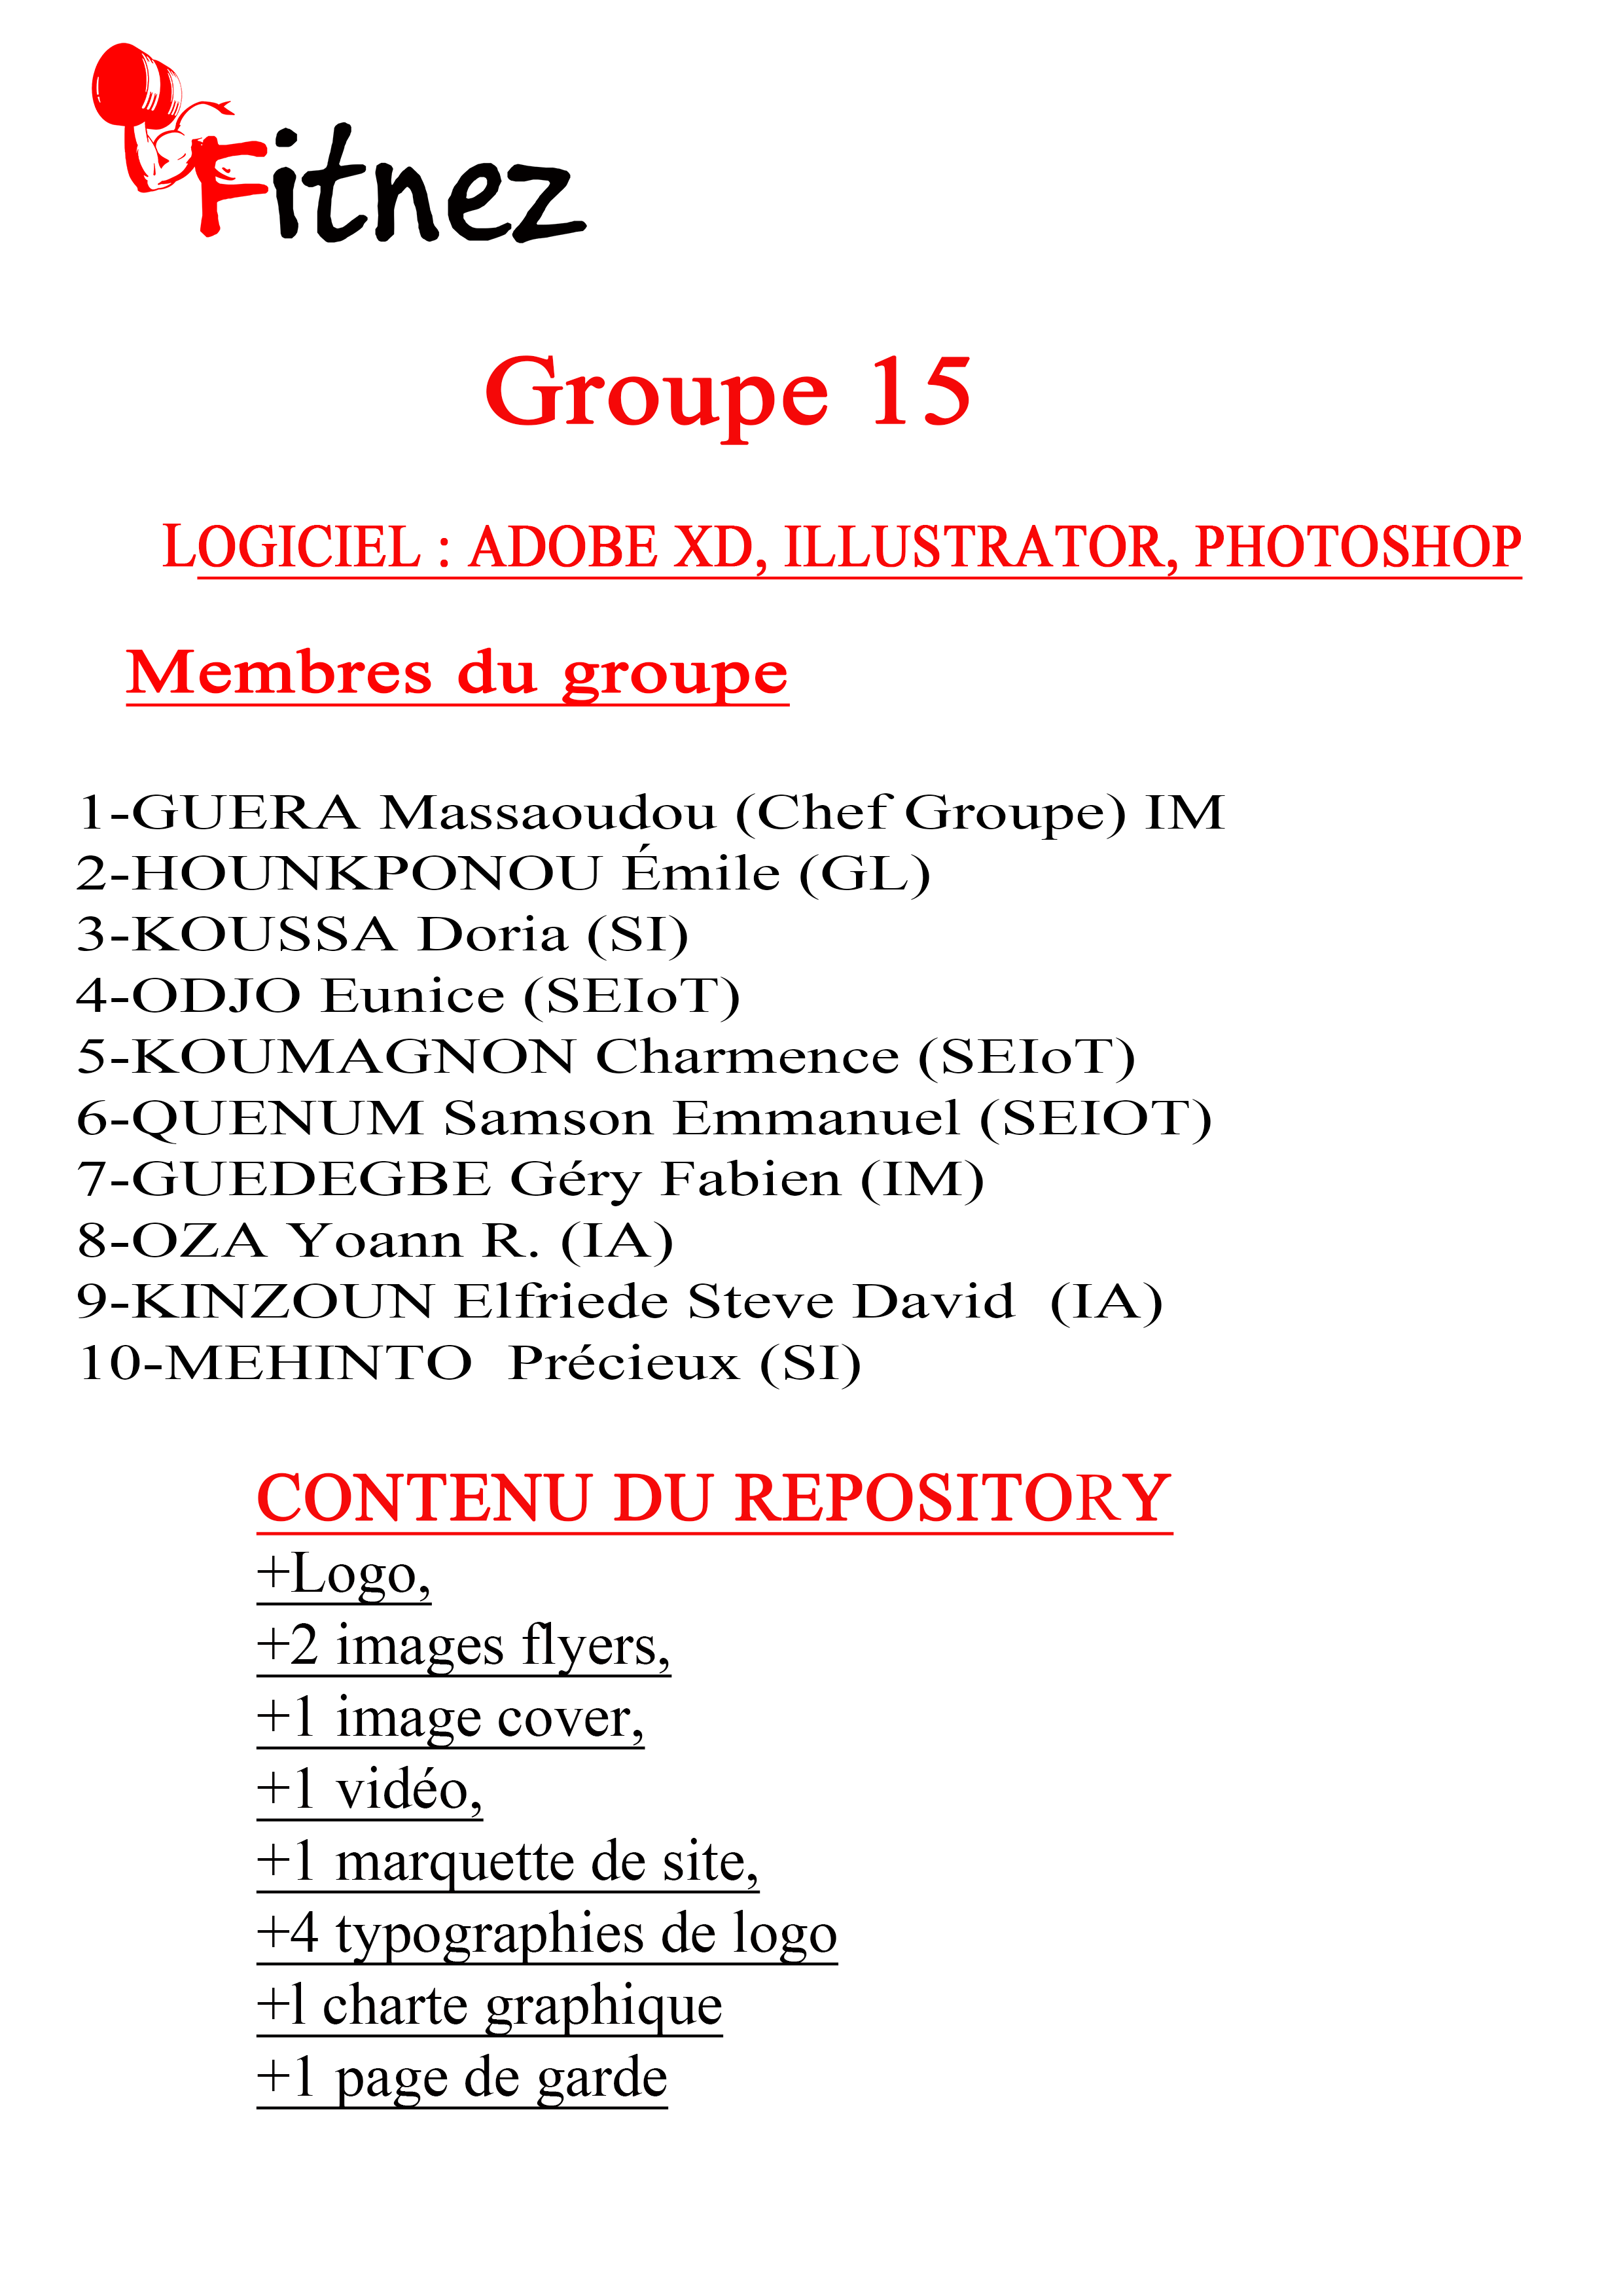 Fitnez
Groupe 15
LOGICIEL : ADOBE XD, ILLUSTRATOR, PHOTOSHOP
Membres du groupe
1-GUERA Massaoudou (Chef Groupe) IM
2-HOUNKPONOU Émile (GL)
3-KOUSSA Doria (SI)
4-ODJO Eunice (SEIoT)
5-KOUMAGNON Charmence (SEIoT)
6-QUENUM Samson Emmanuel (SEIOT)
7-GUEDEGBE Géry Fabien (IM)
8-OZA Yoann R. (IA)
9-KINZOUN Elfriede Steve David  (IA)
10-MEHINTO  Précieux (SI)
CONTENU DU REPOSITORY
+Logo,
+2 images flyers,
+1 image cover,
+1 vidéo,
+1 marquette de site,
+4 typographies de logo
+l charte graphique
+1 page de garde